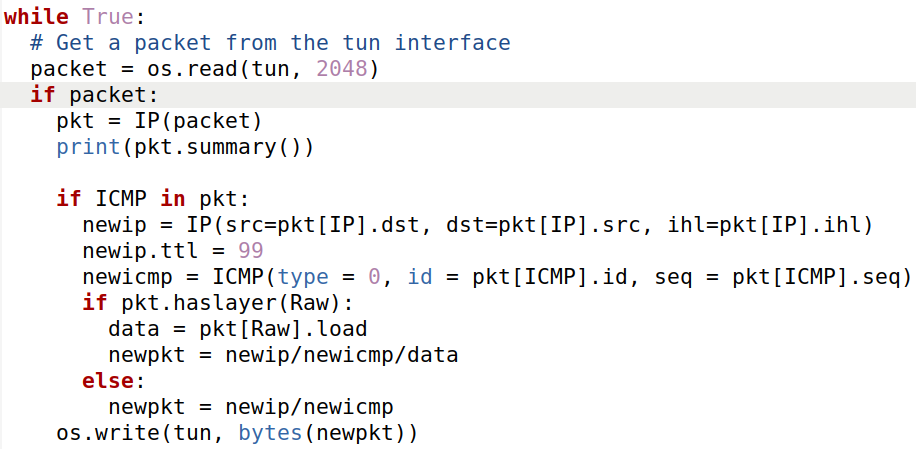 while True:
  # Get a packet from the tun interface
  packet = os.read(tun, 2048)
  if packet:
    pkt = IP(packet)
    print(pkt.summary())

    if ICMP in pkt:
      newip = IP(src=pkt[IP].dst, dst=pkt[IP].src, ihl=pkt[IP].ihl)
      newip.ttl = 99
      newicmp = ICMP(type = 0, id = pkt[ICMP].id, seq = pkt[ICMP].seq)
      if pkt.haslayer(Raw):
        data = pkt[Raw].load
        newpkt = newip/newicmp/data
      else:
        newpkt = newip/newicmp
    os.write(tun, bytes(newpkt))